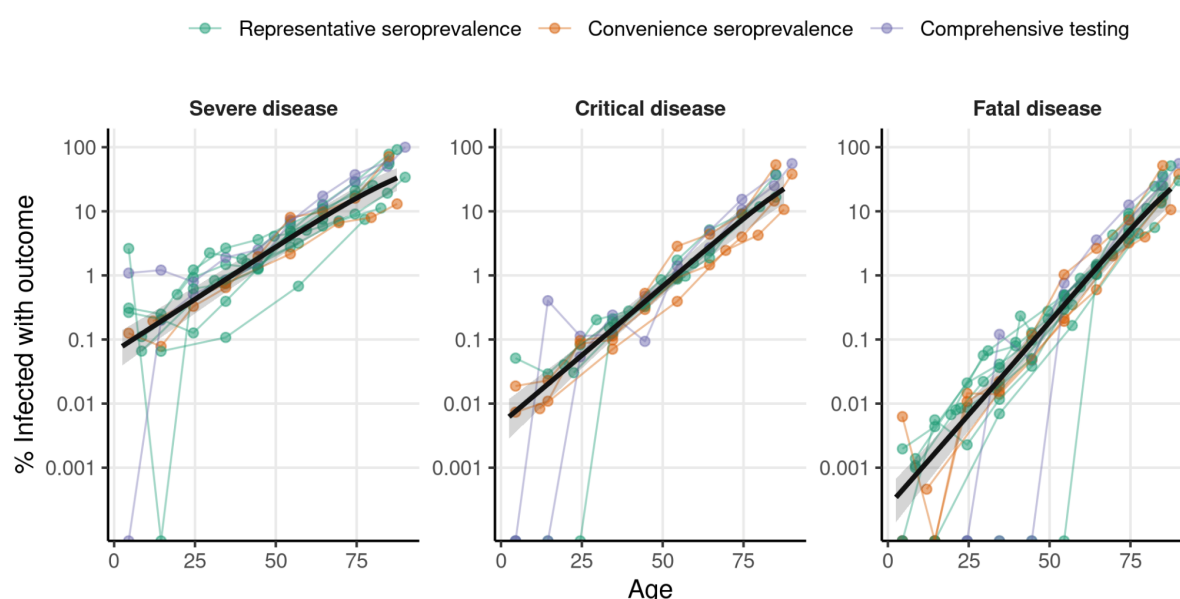 Representative seroprevalence Convenience seroprevalence Comprehensive testing
Severe disease Critical disease Fatal disease
% Infected with outcome
100 100 100
10 10 10
1 1 1
0.1 0.1 0.1
0.01 0.01 0.01
0.001 0.001 0.001
0 25 50 75 0 25 50 75 0 25 50 75
Age